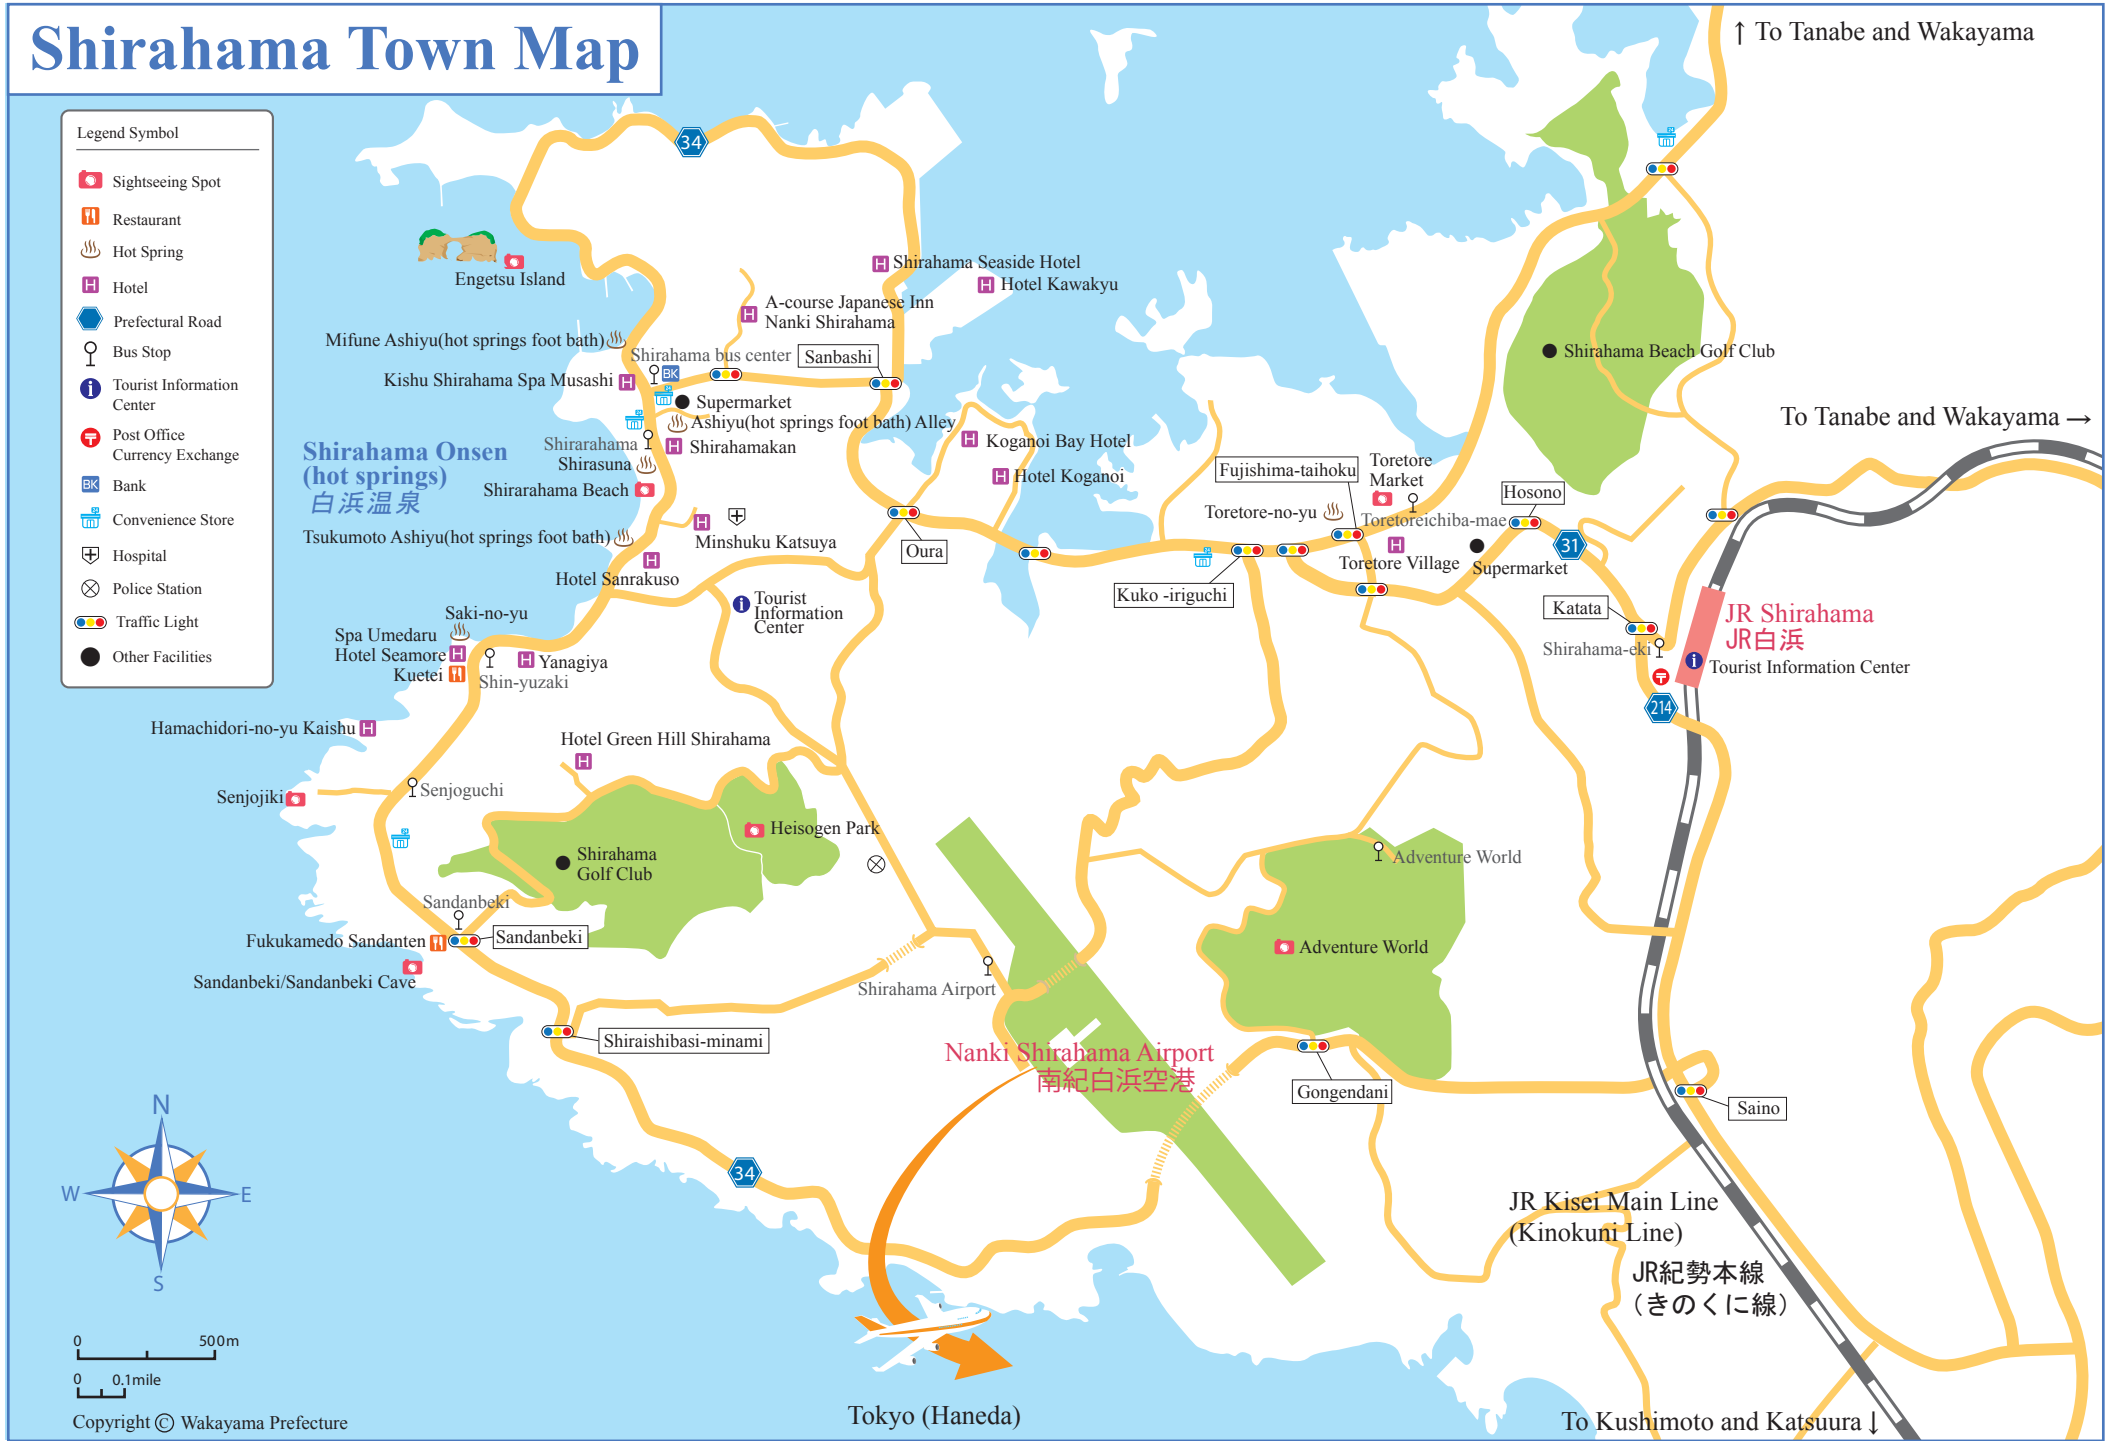 Shirahama Town Map
Legend Symbol
Sightseeing Spot
Restaurant
Hot Spring
H
Hotel
Prefectural Road
Bus Stop
i
Tourist Information
Center
Post Office
Currency Exchange
BK
Bank
24
Convenience Store
Hospital
Police Station
Traffic Light
Other Facilities
↑ To Tanabe and Wakayama
34
24
Engetsu Island
H Shirahama Seaside Hotel
H Hotel Kawakyu
H
A-course Japanese Inn
Nanki Shirahama
Mifune Ashiyu(hot springs foot bath)
Shirahama bus center
Sanbashi
Kishu Shirahama Spa Musashi H
BK
24
Supermarket
24
Ashiyu(hot springs foot bath) Alley
Shirarahama
H Shirahamakan
Shirasuna
Shirahama Onsen
(hot springs)
白浜温泉
Shirarahama Beach
H
Minshuku Katsuya
Tsukumoto Ashiyu(hot springs foot bath)
H
Hotel Sanrakuso
H Koganoi Bay Hotel
H Hotel Koganoi
Oura
Shirahama Beach Golf Club
To Tanabe and Wakayama →
Fujishima-taihoku
Toretore
Market
Hosono
Toretore-no-yu
Toretoreichiba-mae
24
H
Toretore Village
Supermarket
31
Kuko -iriguchi
Katata
Shirahama-eki
JR Shirahama
JR白浜
i Tourist Information Center
214
i
Tourist
Information
Center
Saki-no-yu
Spa Umedaru
Hotel Seamore H
Kuetei
H Yanagiya
Shin-yuzaki
Hamachidori-no-yu Kaishu H
Hotel Green Hill Shirahama
H
Senjoguchi
Senjojiki
24
Heisogen Park
Shirahama
Golf Club
Adventure World
Sandanbeki
Fukukamedo Sandanten
Sandanbeki
Sandanbeki/Sandanbeki Cave
Adventure World
Shirahama Airport
Shiraishibasi-minami
Nanki Shirahama Airport
南紀白浜空港
Gongendani
Saino
34
N
W
E
S
JR Kisei Main Line
(Kinokuni Line)
JR紀勢本線
（きのくに線）
0 500m
0 0.1mile
Copyright © Wakayama Prefecture
Tokyo (Haneda)
To Kushimoto and Katsuura ↓